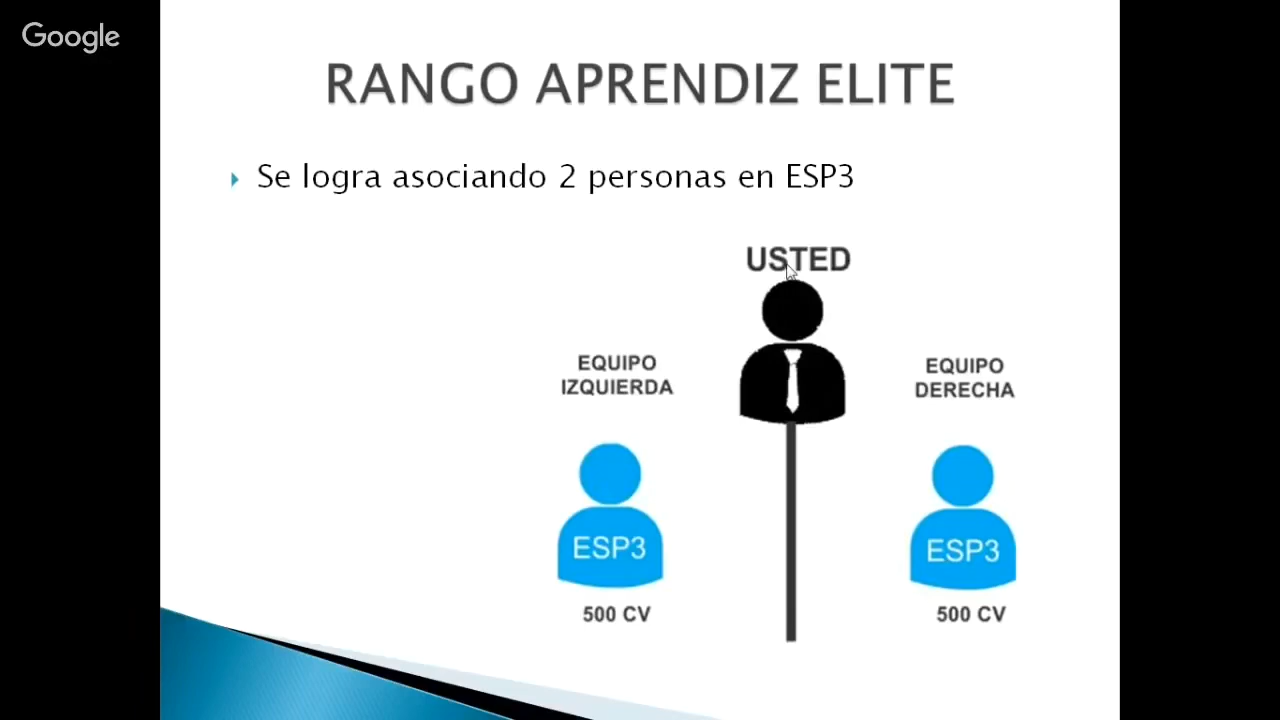 Google
RANGO APRENDIZ ELITE
Se logra asociando 2 personas en ESP3
USTED
EQUIPO
IZQUIERDA
EQUIPO
DERECHA
ESP3
ESP3
500 CV
500 CV